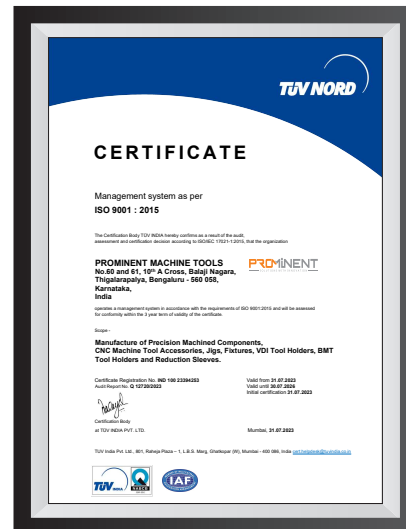 TÜV NORD
CERTIFICATE
Management system as per
ISO 9001 : 2015
The Certification Body TÜV INDIA hereby confirms as a result of the audit,
assessment and certification decision according to ISO/IEC 17021-1:2015, that the organization
PROMINENT MACHINE TOOLS
No.60 and 61, 10th A Cross, Balaji Nagara,
Thigalarapalya, Bengaluru - 560 058,
Karnataka,
India
PROMINENT
operates a management system in accordance with the requirements of ISO 9001:2015 and will be assessed
for conformity within the 3 year term of validity of the certificate.
Scope -
Manufacture of Precision Machined Components,
CNC Machine Tool Accessories, Jigs, Fixtures, VDI Tool Holders, BMT
Tool Holders and Reduction Sleeves.
Certificate Registration No. IND 100 23394253
Audit Report No. Q 12720/2023
Valid from 31.07.2023
Valid until 30.07.2026
Initial certification 31.07.2023
Certification Body
at TÜV INDIA PVT. LTD.
Mumbai, 31.07.2023
TÜV India Pvt. Ltd., 801, Raheja Plaza – 1, L.B.S. Marg, Ghatkopar (W), Mumbai - 400 086, India
TÜV INDIA
NABCB
IAF